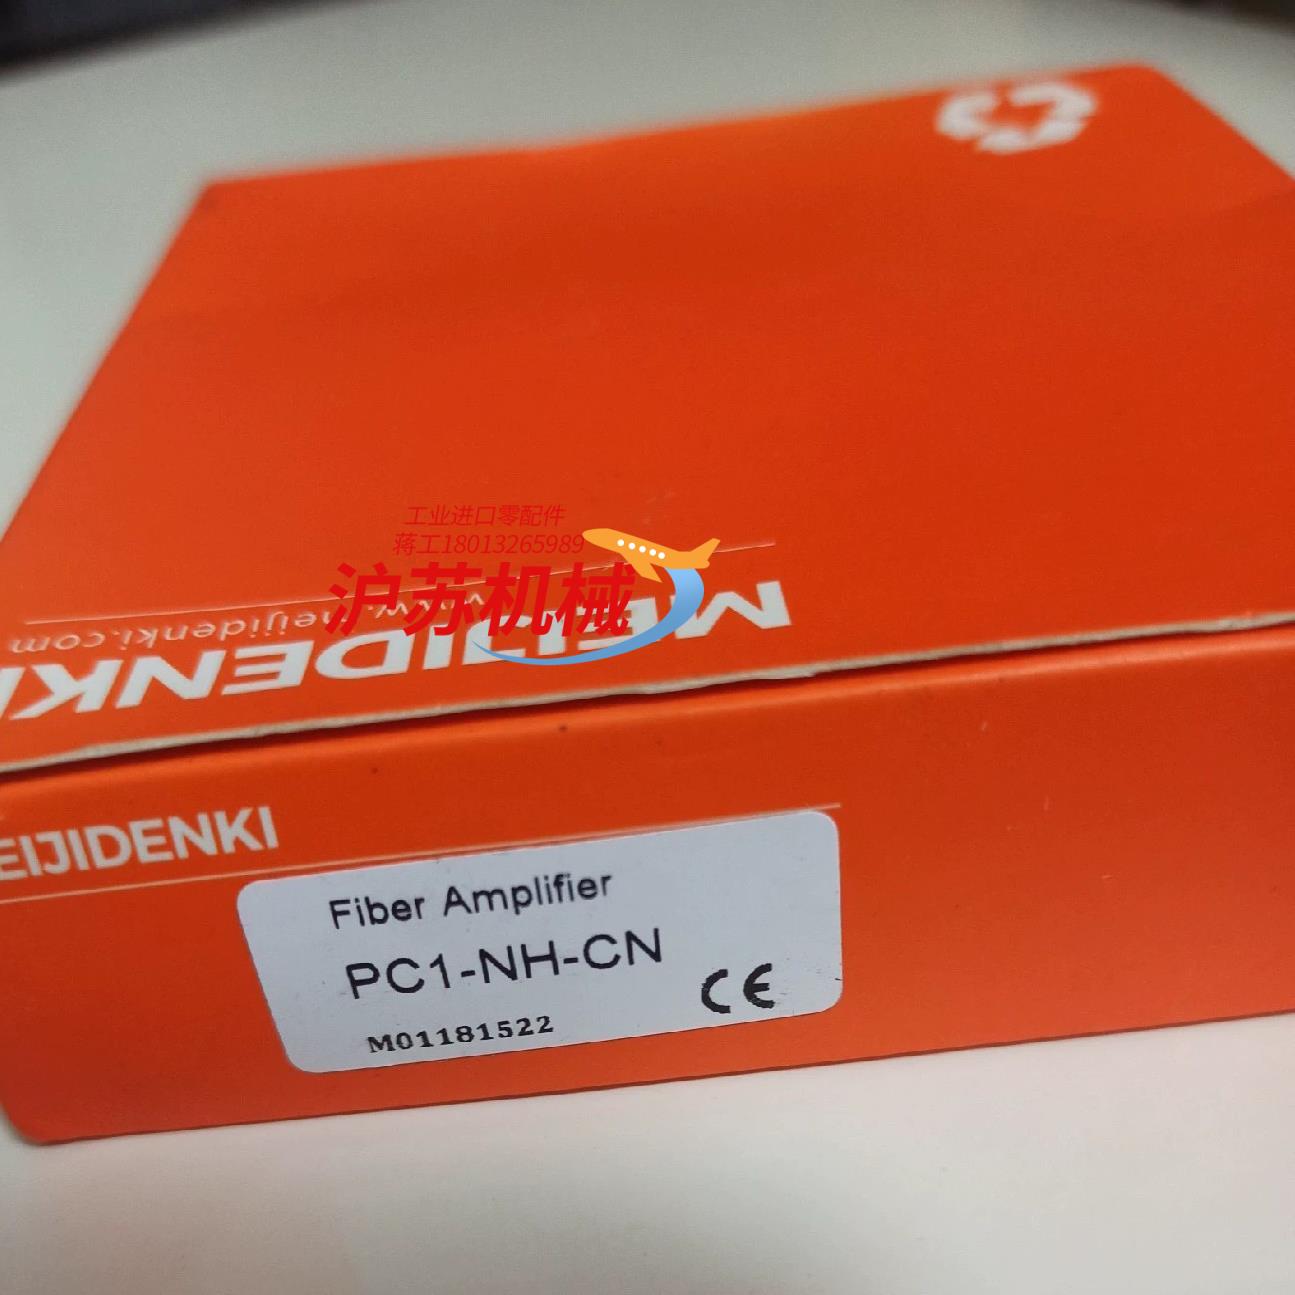 工业进口零配件
蒋工18013265989
沪苏机械
www.meijidenki.com
MEIJIDENKI
EIJIDENKI
Fiber Amplifier
PC1-NH-CN
CE
M01181522